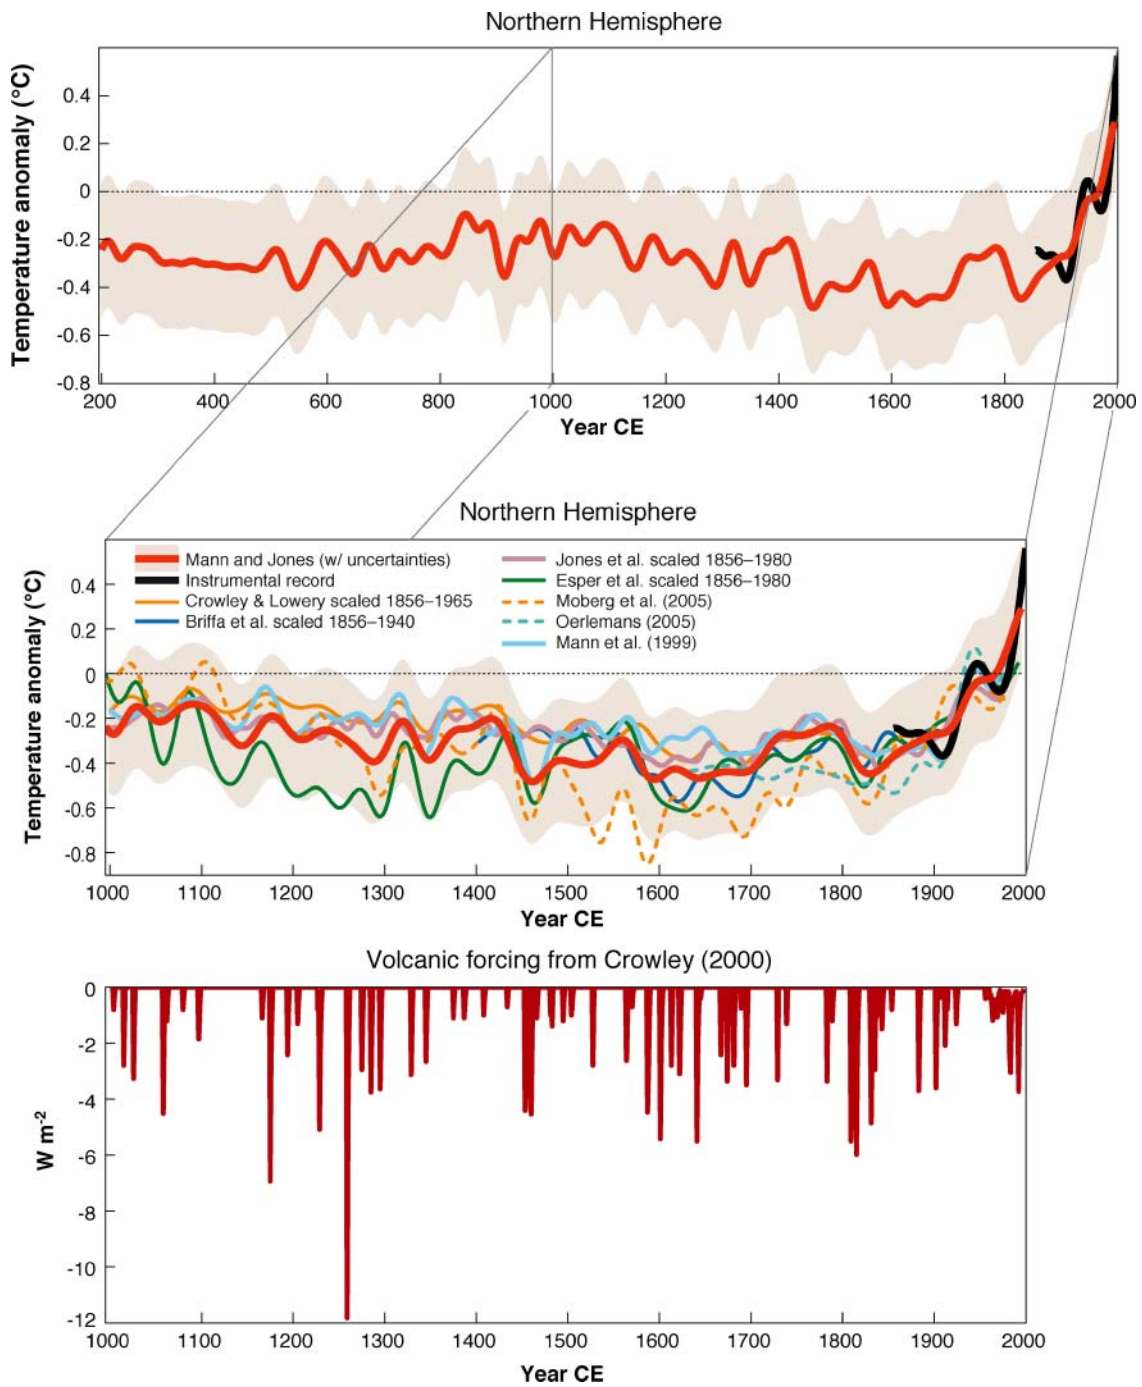 Northern Hemisphere
Temperature anomaly (°C)
0.4
0.2
0
-0.2
-0.4
-0.6
-0.8
200 400 600 800 1000 1200 1400 1600 1800 2000
Year CE
Northern Hemisphere
Temperature anomaly (°C)
Mann and Jones (w/ uncertainties)
Instrumental record
Crowley & Lowery scaled 1856–1965
Briffa et al. scaled 1856–1940
Jones et al. scaled 1856–1980
Esper et al. scaled 1856–1980
Moberg et al. (2005)
Oerlemans (2005)
Mann et al. (1999)
0.4
0.2
0
-0.2
-0.4
-0.6
-0.8
1000 1100 1200 1300 1400 1500 1600 1700 1800 1900 2000
Year CE
Volcanic forcing from Crowley (2000)
W m-2
0
-2
-4
-6
-8
-10
-12
1000 1100 1200 1300 1400 1500 1600 1700 1800 1900 2000
Year CE